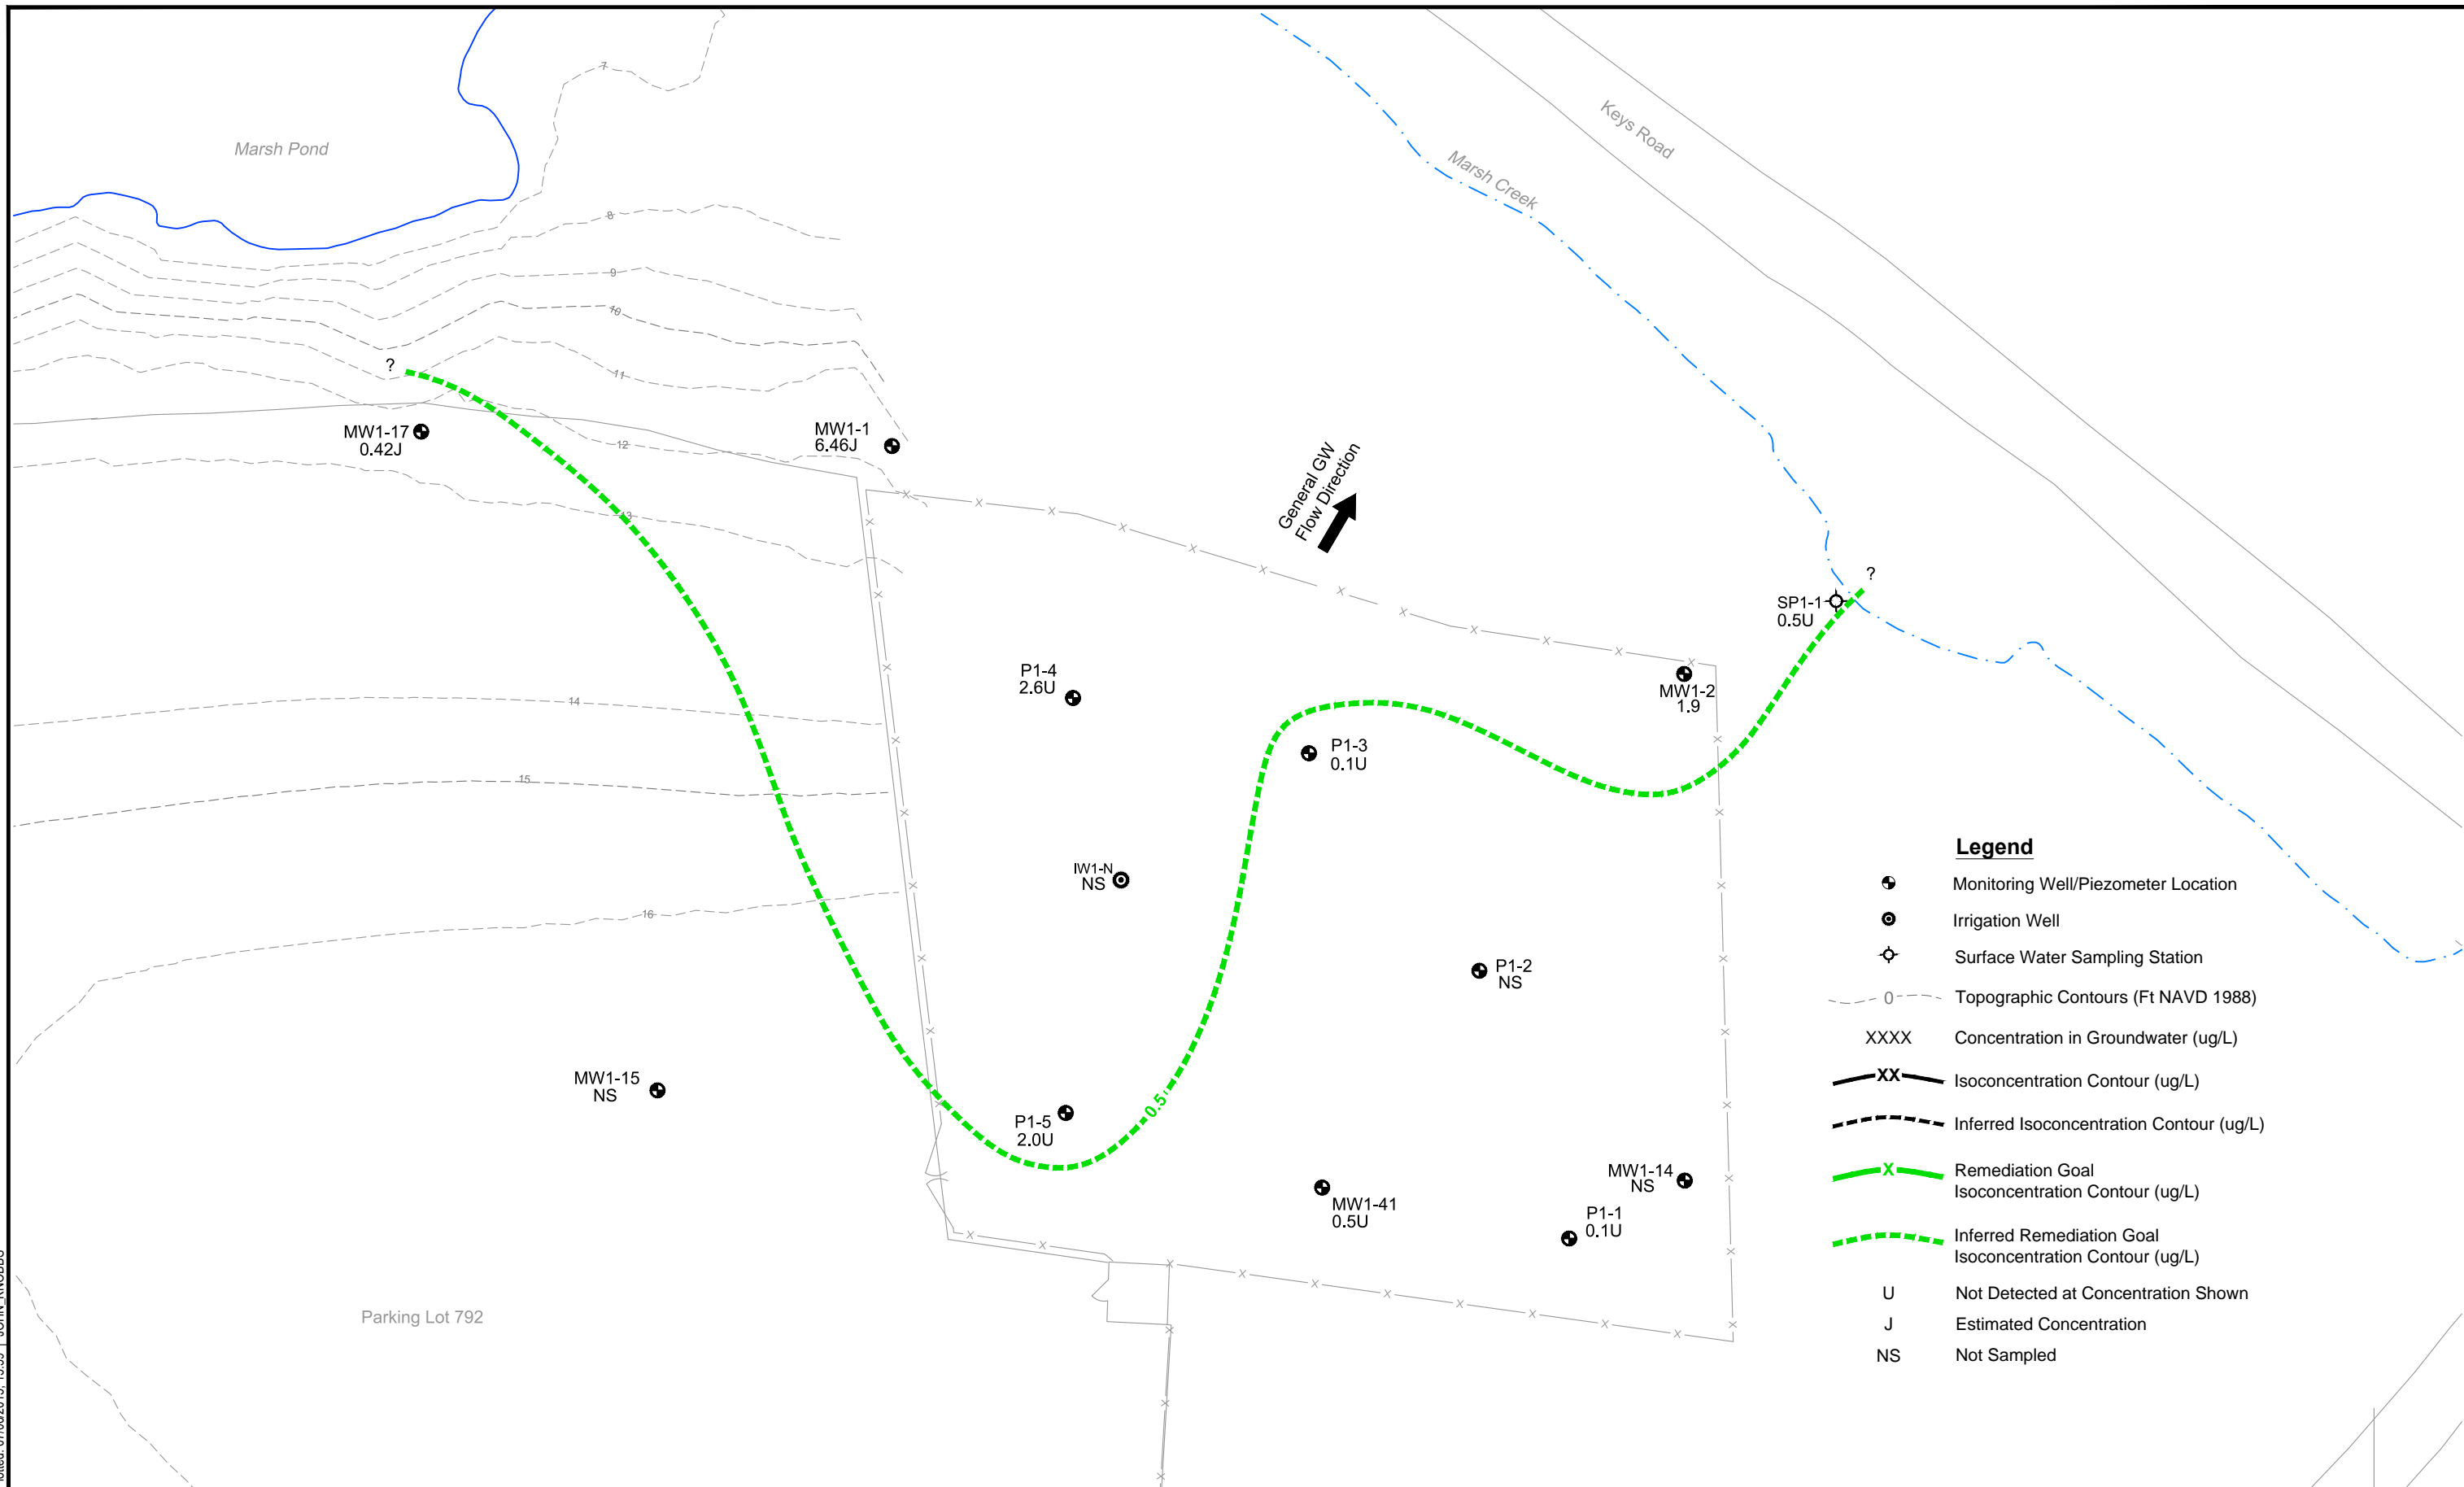 7
Marsh Pond
Keys Road
Marsh Creek
8
9
10
11
?
MW1-17
0.42J
MW1-1
6.46J
12
General GW
Flow Direction
13
?
SP1-1
0.5U
P1-4
2.6U
MW1-2
1.9
14
P1-3
0.1U
15
IW1-N
NS
16
P1-2
NS
MW1-15
NS
P1-5
2.0U
0.5
MW1-41
0.5U
MW1-14
NS
P1-1
0.1U
Parking Lot 792
Legend
Monitoring Well/Piezometer Location
Irrigation Well
Surface Water Sampling Station
0 Topographic Contours (Ft NAVD 1988)
XXXX Concentration in Groundwater (ug/L)
XX Isoconcentration Contour (ug/L)
Inferred Isoconcentration Contour (ug/L)
X Remediation Goal
Isoconcentration Contour (ug/L)
Inferred Remediation Goal
Isoconcentration Contour (ug/L)
U Not Detected at Concentration Shown
J Estimated Concentration
NS Not Sampled